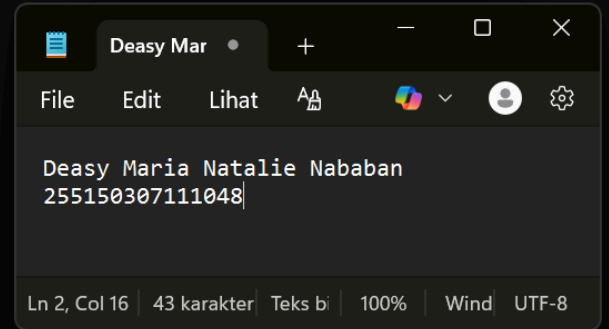 Deasy Mar
File Edit Lihat
Deasy Maria Natalie Nababan
255150307111048
Ln 2, Col 16 43 karakter Teks bi 100% Wind UTF-8